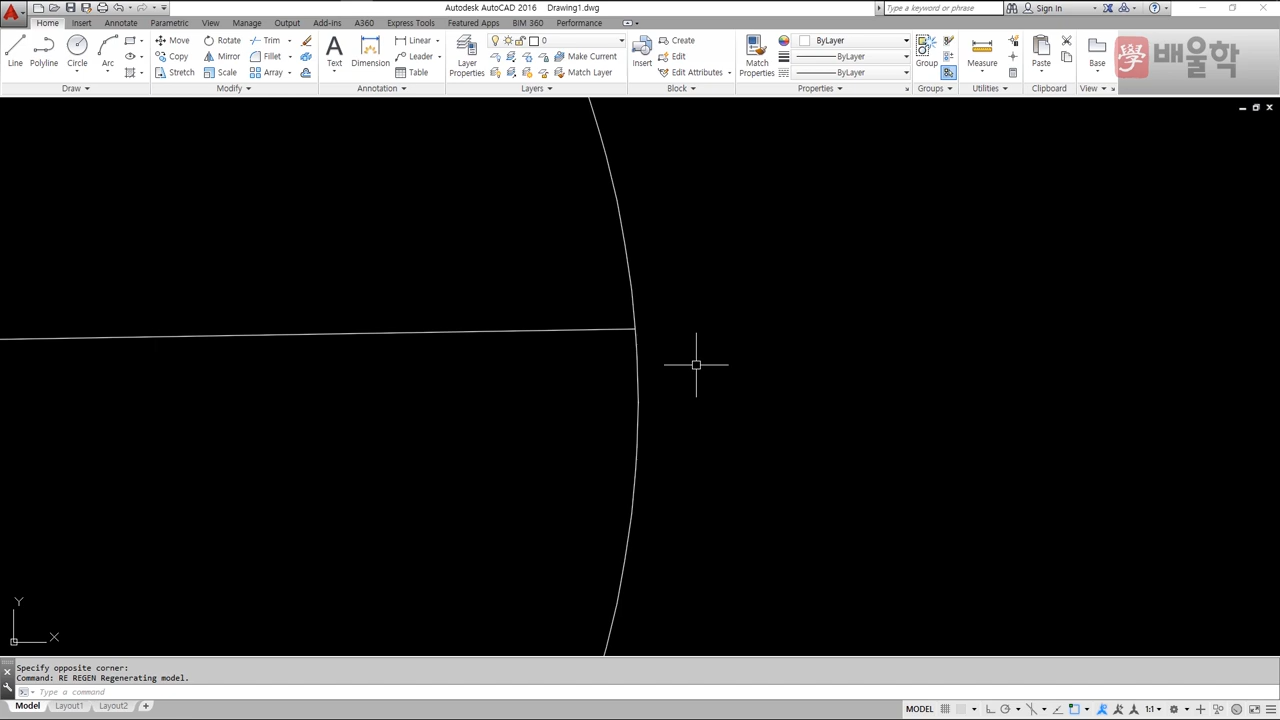 Autodesk AutoCAD 2016 Drawing1.dwg
Type a keyword or phrase
Sign In
Home Insert Annotate Parametric View Manage Output Add-ins A360 Express Tools Featured Apps BIM 360 Performance
Line Polyline Circle Arc
Move Rotate Trim
Copy Mirror Fillet
Stretch Scale Array
Text Dimension
Linear
Leader
Table
Layer Properties
0
Make Current
Match Layer
Insert
Create
Edit
Edit Attributes
Match Properties
ByLayer
ByLayer
ByLayer
Group
Measure
Paste
Base
學 배울학
Draw Modify Annotation Layers Block Properties Groups Utilities Clipboard View
Y
X
Specify opposite corner:
Command: RE REGEN Regenerating model.
Type a command
Model Layout1 Layout2 +
MODEL 1:1